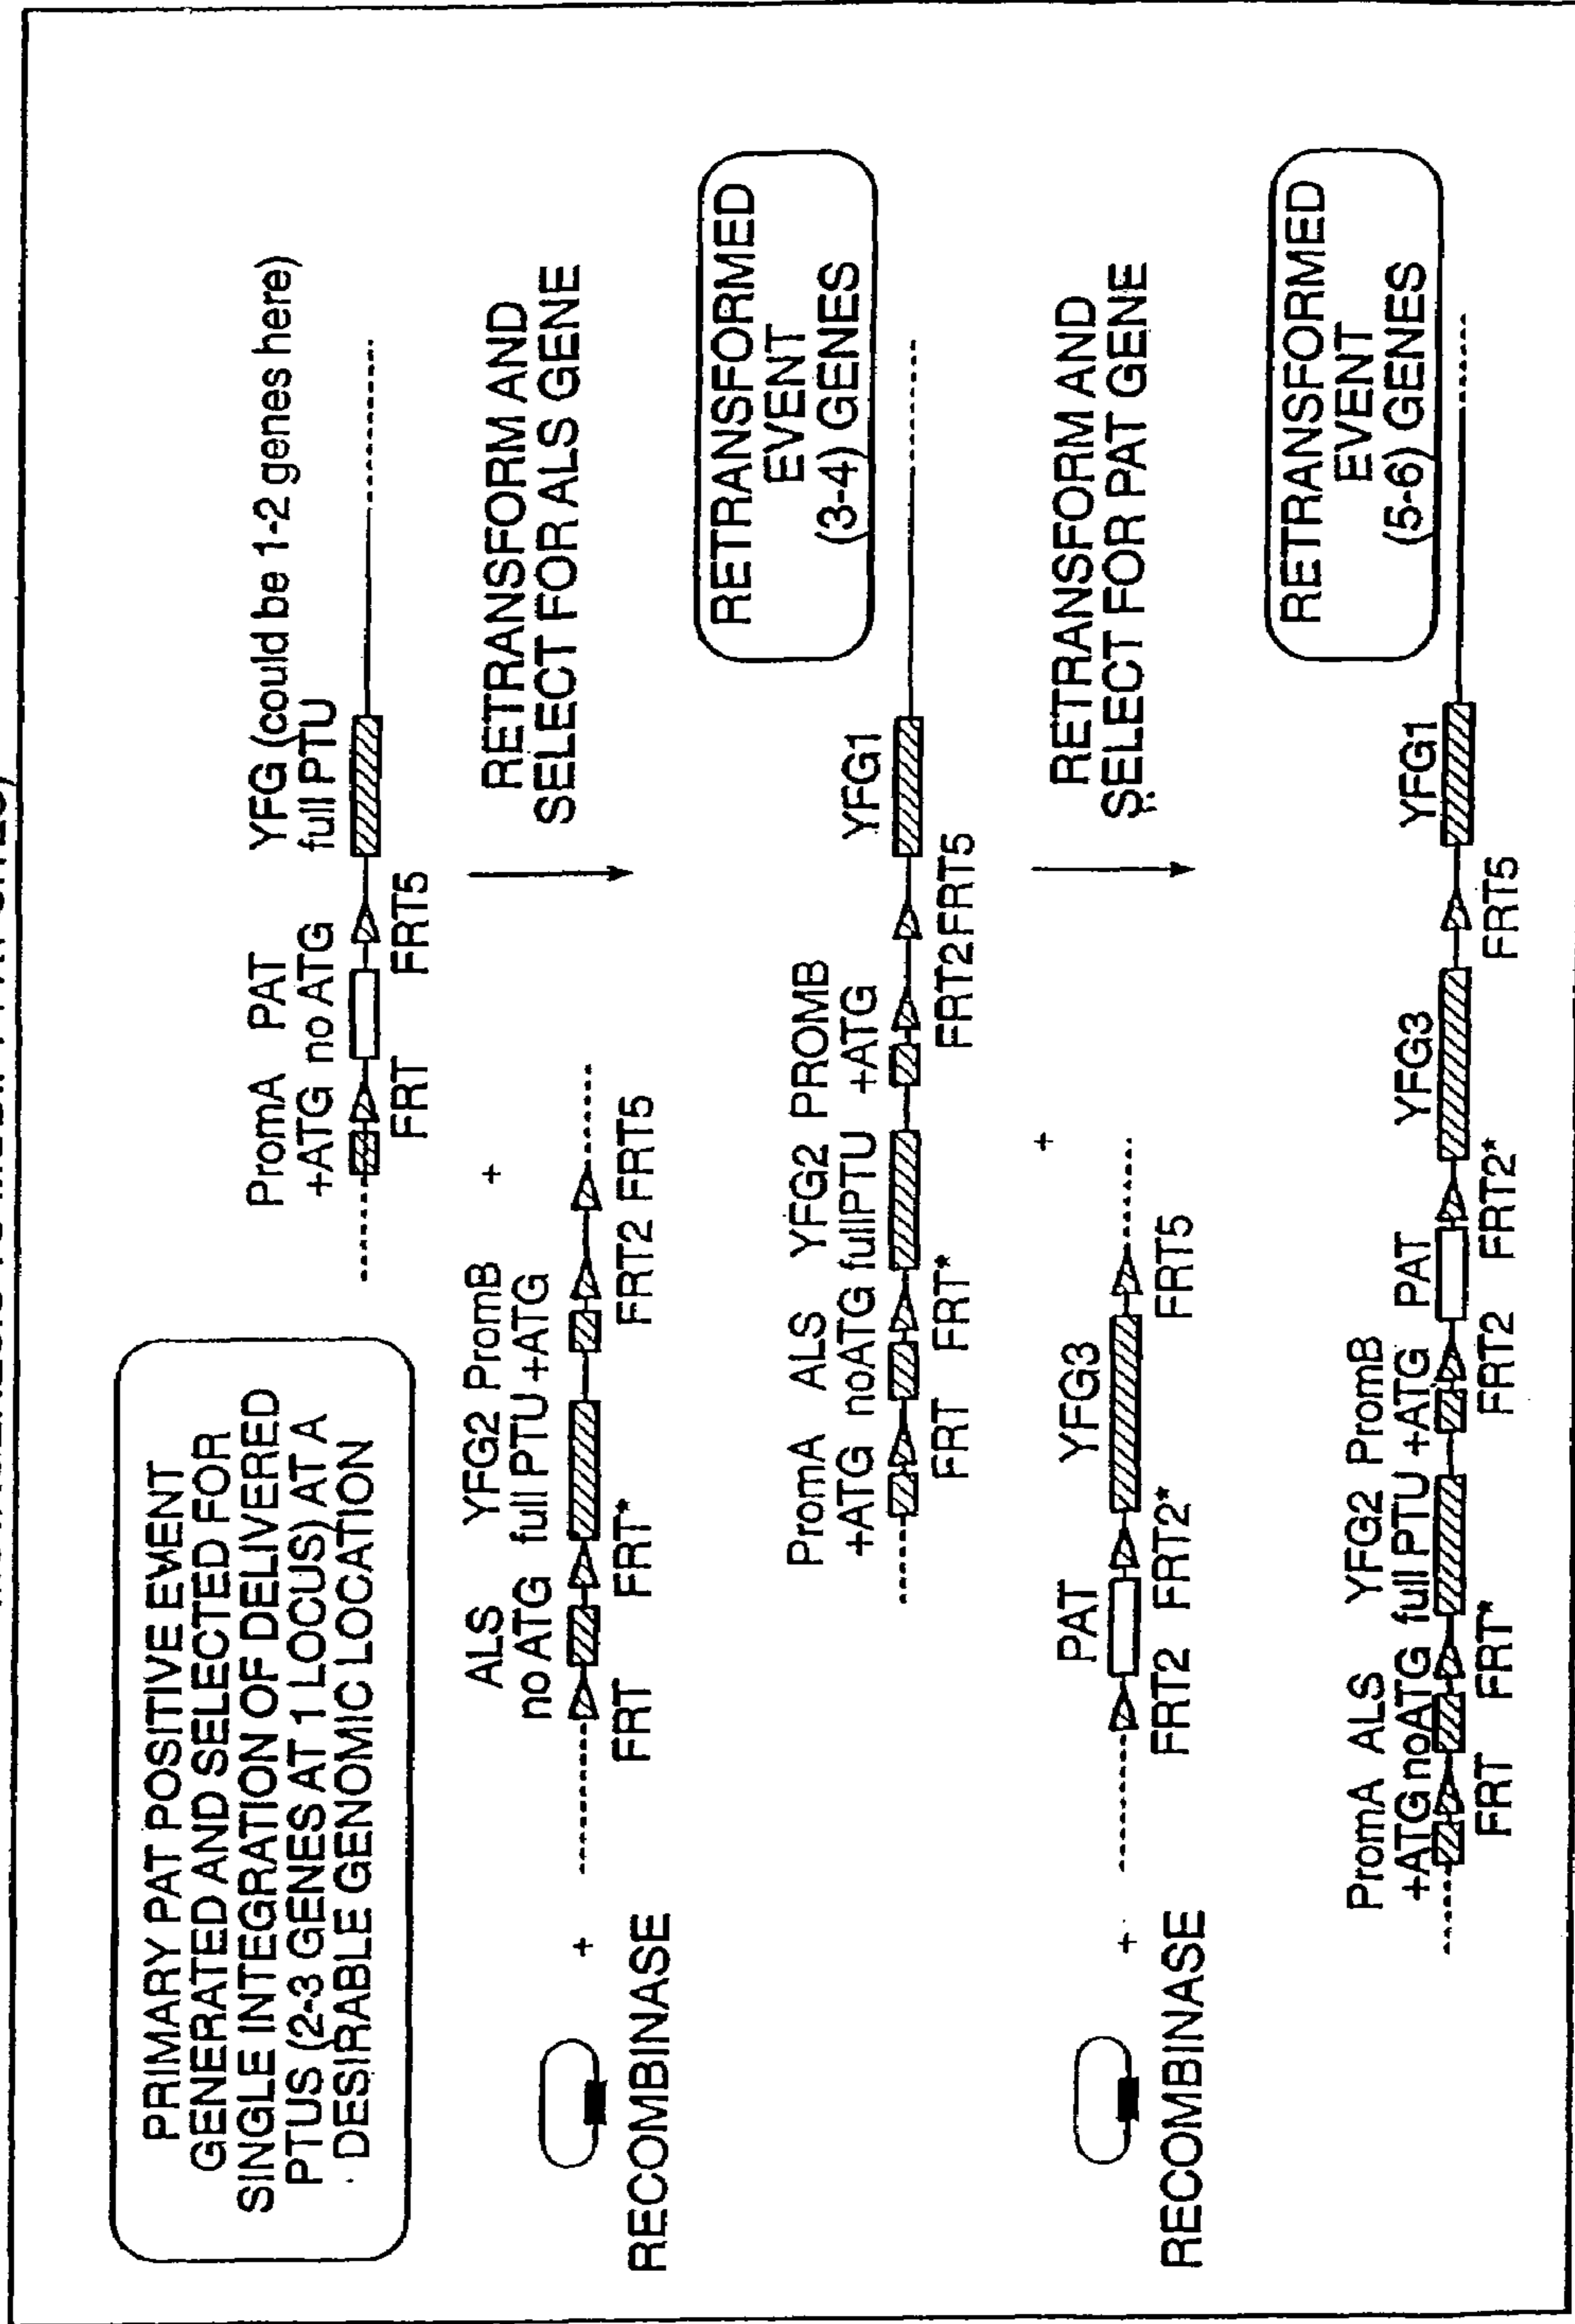 PRIMARY PAT POSITIVE EVENT
GENERATED AND SELECTED FOR
SINGLE INTEGRATION OF DELIVERED
PTUS (2-3 GENES AT 1 LOCUS) AT A
DESIRABLE GENOMIC LOCATION
PromA PAT YFG (could be 1-2 genes here)
+ATG no ATG full PTU
FRT FRT5
RECOMBINASE
+
ALS YFG2 PromB +
no ATG full PTU +ATG
FRT FRT* FRT2 FRT5
RETRANSFORM AND
SELECT FOR ALS GENE
PromA ALS YFG2 PROMB YFG1
+ATG noATG fullPTU +ATG
FRT FRT* FRT2FRT5
RETRANSFORMED
EVENT
(3-4) GENES
RECOMBINASE
+
PAT YFG3 +
FRT2 FRT2* FRT5
RETRANSFORM AND
SELECT FOR PAT GENE
PromA ALS YFG2 PromB PAT YFG3 YFG1
+ATG noATG full PTU +ATG
FRT FRT* FRT2 FRT2* FRT5
RETRANSFORMED
EVENT
(5-6) GENES